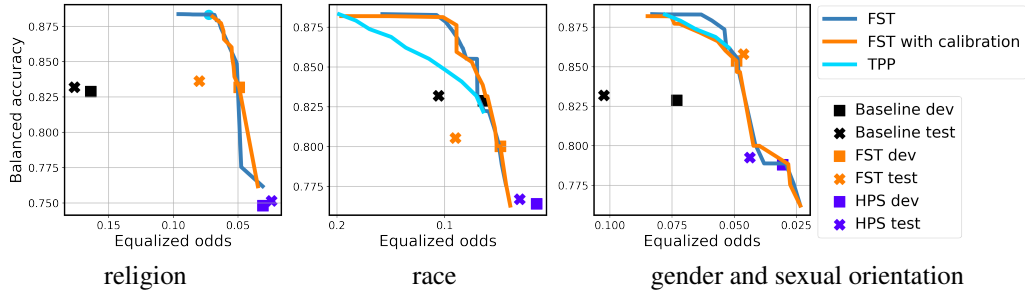 Balanced accuracy
0.875
0.850
0.825
0.800
0.775
0.750
0.15
0.10
0.05
Equalized odds
religion
0.875
0.850
0.825
0.800
0.775
0.2
0.1
Equalized odds
race
0.875
0.850
0.825
0.800
0.775
0.100
0.075
0.050
0.025
Equalized odds
gender and sexual orientation
FST
FST with calibration
TPP
Baseline dev
Baseline test
FST dev
FST test
HPS dev
HPS test